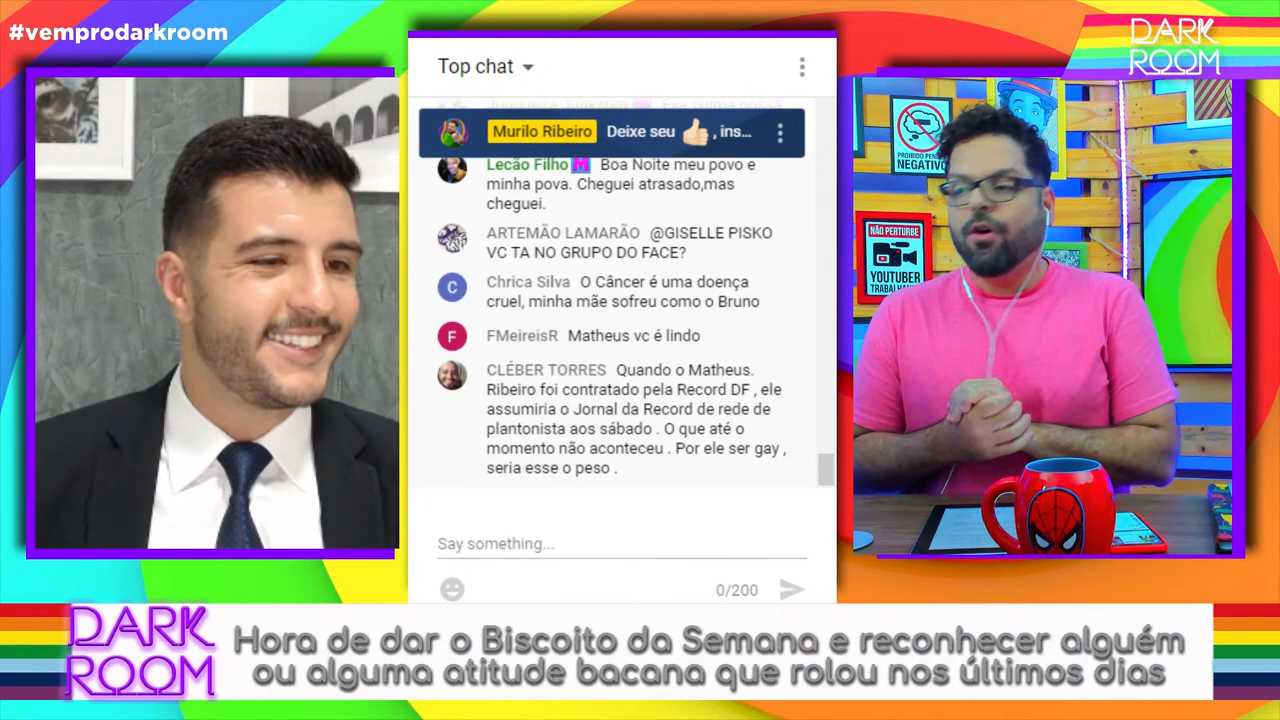 #vemprodarkroom
DARK
ROOM
Top chat
Murilo Ribeiro Deixe seu 👍🏻, ins...
Lecão Filho Boa Noite meu povo e
minha pova. Cheguei atrasado,mas
cheguei.
ARTEMÃO LAMARÃO @GISELLE PISKO
VC TA NO GRUPO DO FACE?
C
Chrica Silva O Câncer é uma doença
cruel, minha mãe sofreu como o Bruno
F
FMeireisR Matheus vc é lindo
CLÉBER TORRES Quando o Matheus.
Ribeiro foi contratado pela Record DF , ele
assumiria o Jornal da Record de rede de
plantonista aos sábado . O que até o
momento não aconteceu . Por ele ser gay ,
seria esse o peso .
Say something...
0/200
PROIBIDO
NEGATIVO
NÃO PERTURBE
YOUTUBER
DARK
ROOM
Hora de dar o Biscoito da Semana e reconhecer alguém
ou alguma atitude bacana que rolou nos últimos dias